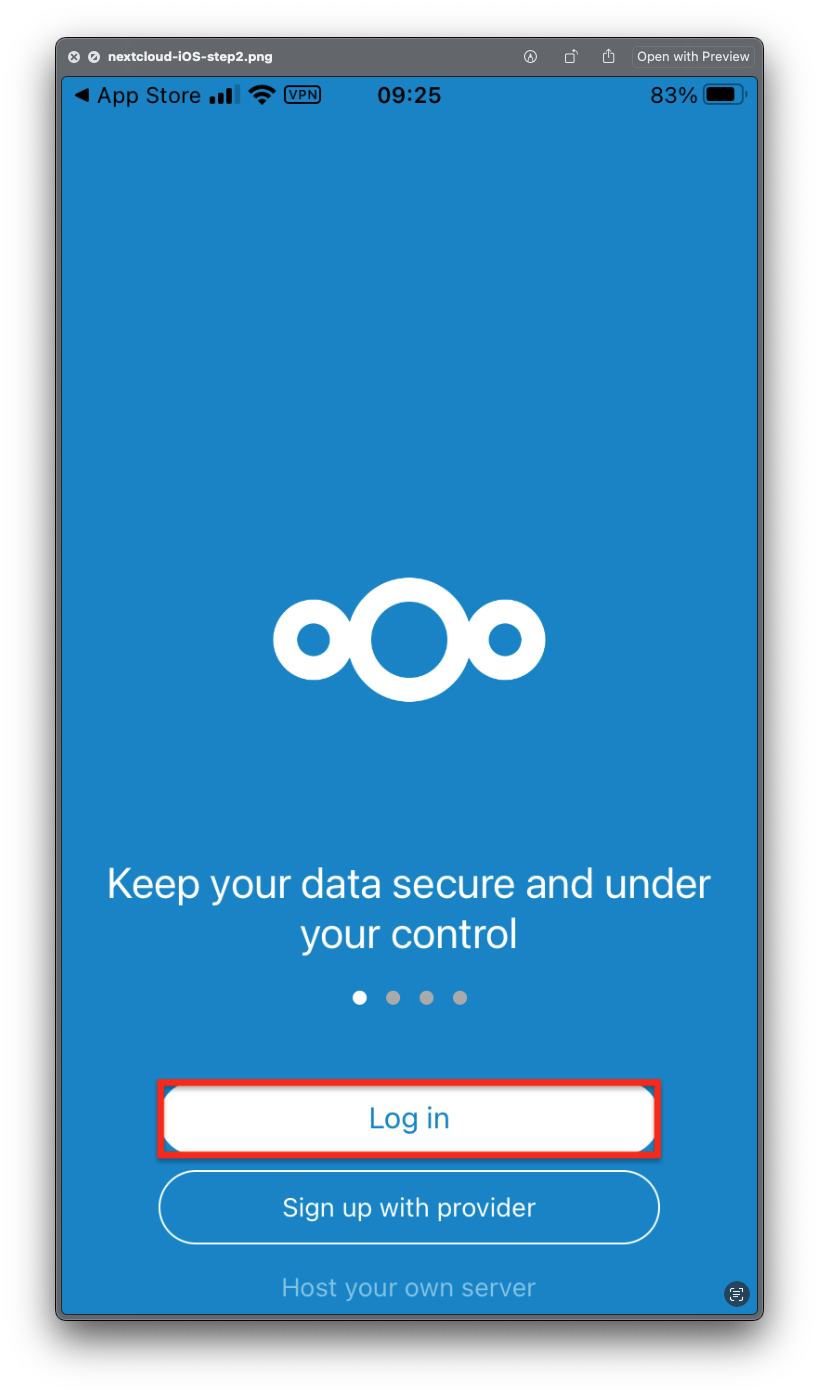 nextcloud-iOS-step2.png
Open with Preview
App Store
VPN
09:25
83%
Keep your data secure and under
your control
Log in
Sign up with provider
Host your own server